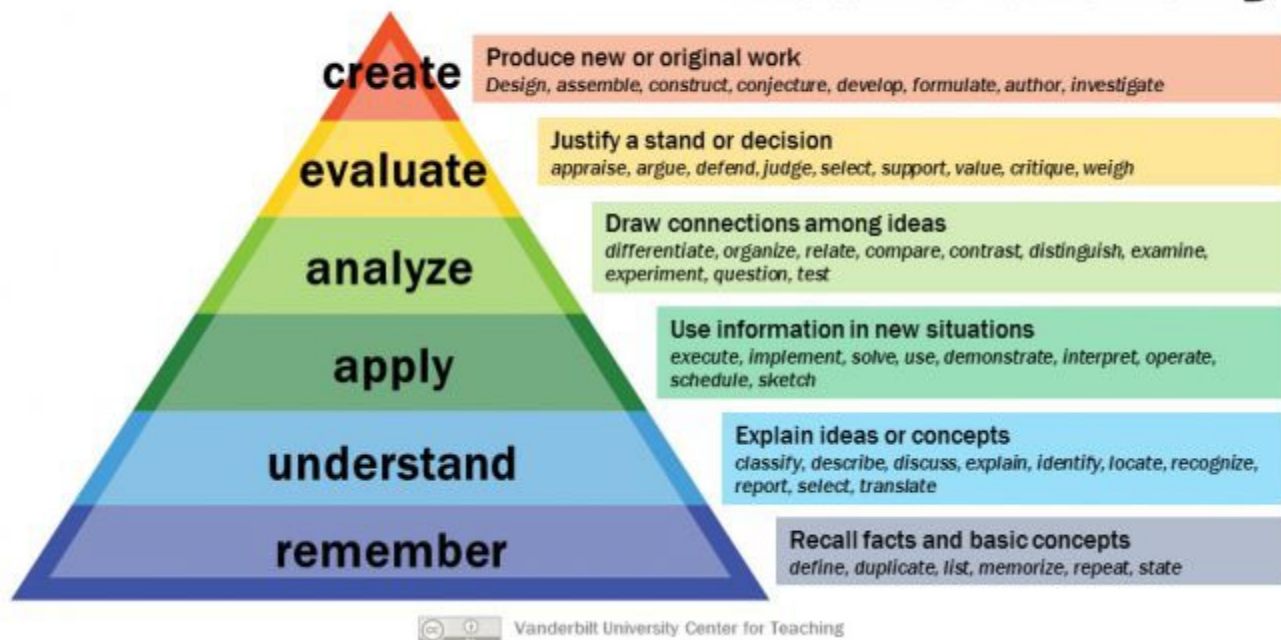 create
Produce new or original work
Design, assemble, construct, conjecture, develop, formulate, author, investigate
evaluate
Justify a stand or decision
appraise, argue, defend, judge, select, support, value, critique, weigh
analyze
Draw connections among ideas
differentiate, organize, relate, compare, contrast, distinguish, examine,
experiment, question, test
apply
Use information in new situations
execute, implement, solve, use, demonstrate, interpret, operate,
schedule, sketch
understand
Explain ideas or concepts
classify, describe, discuss, explain, identify, locate, recognize,
report, select, translate
remember
Recall facts and basic concepts
define, duplicate, list, memorize, repeat, state
cc
Vanderbilt University Center for Teaching